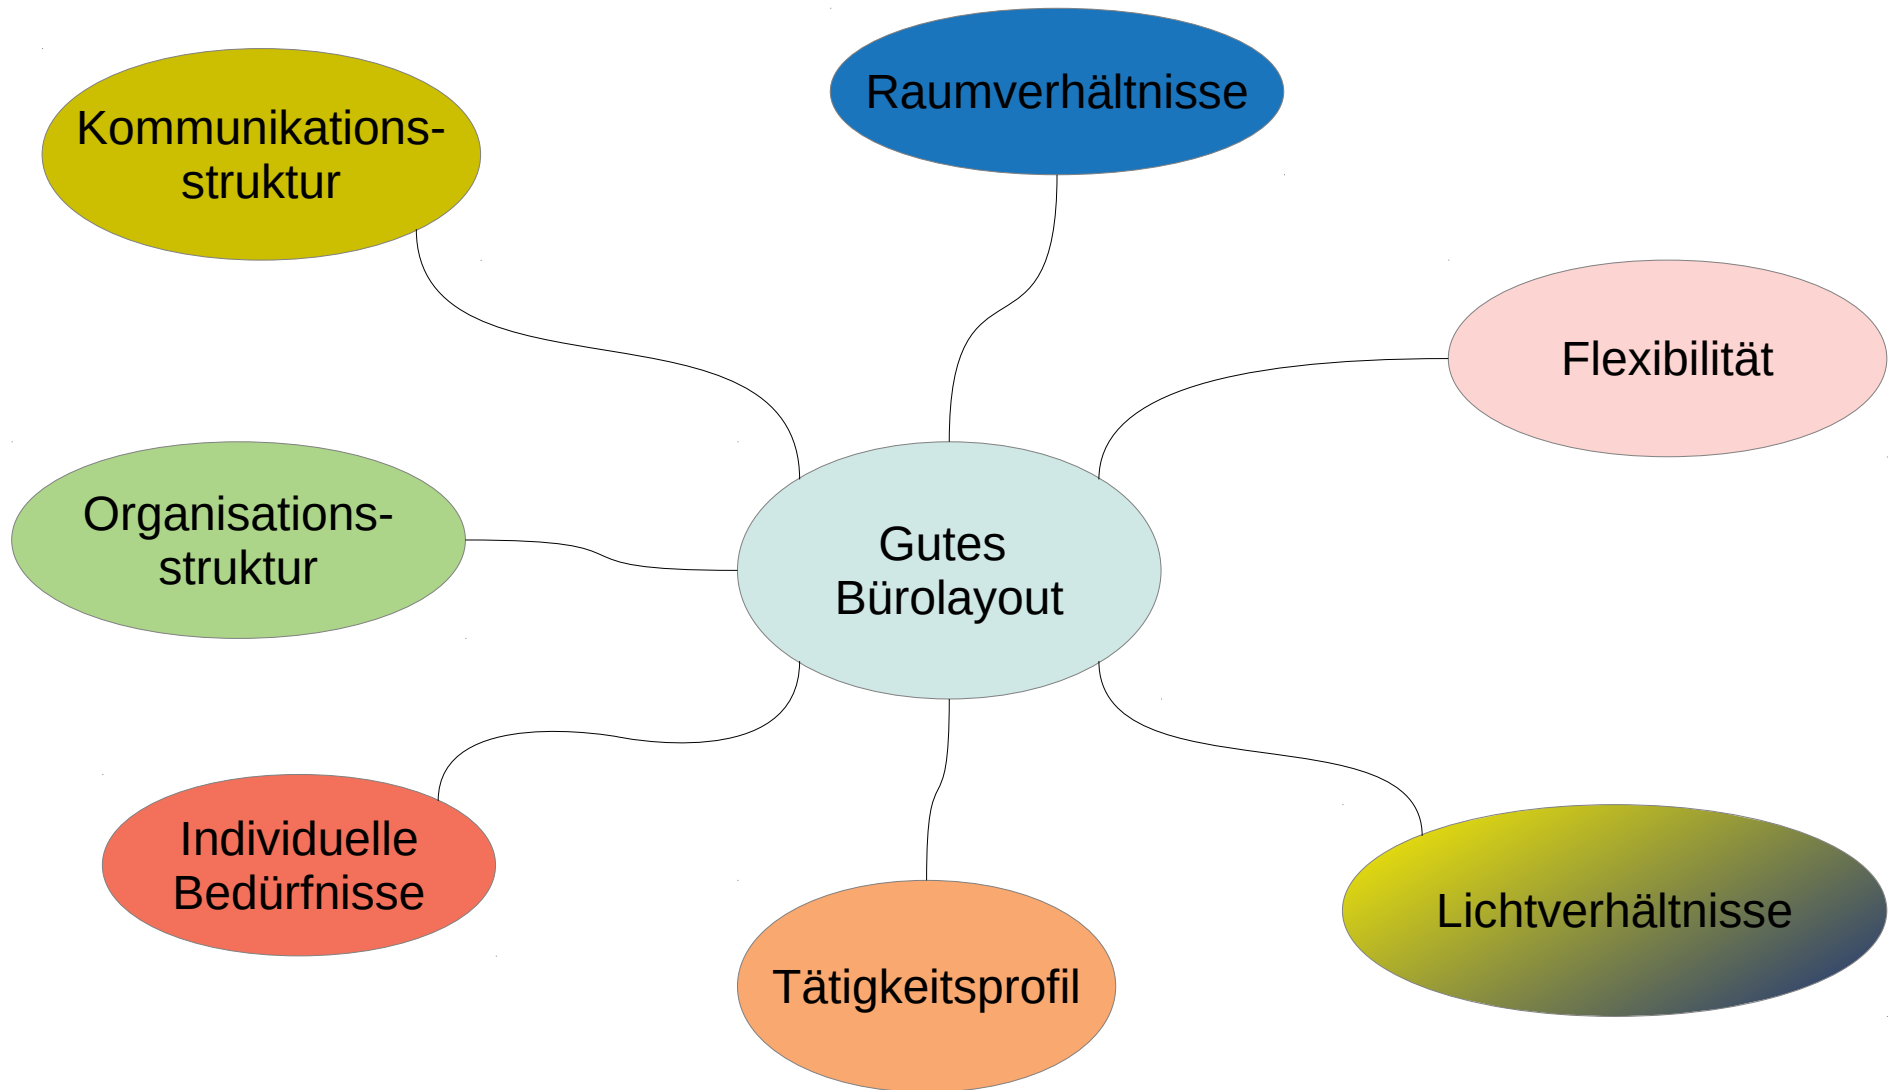 Raumverhältnisse
Kommunikations-
struktur
Flexibilität
Organisations-
struktur
Gutes
Bürolayout
Individuelle
Bedürfnisse
Lichtverhältnisse
Tätigkeitsprofil